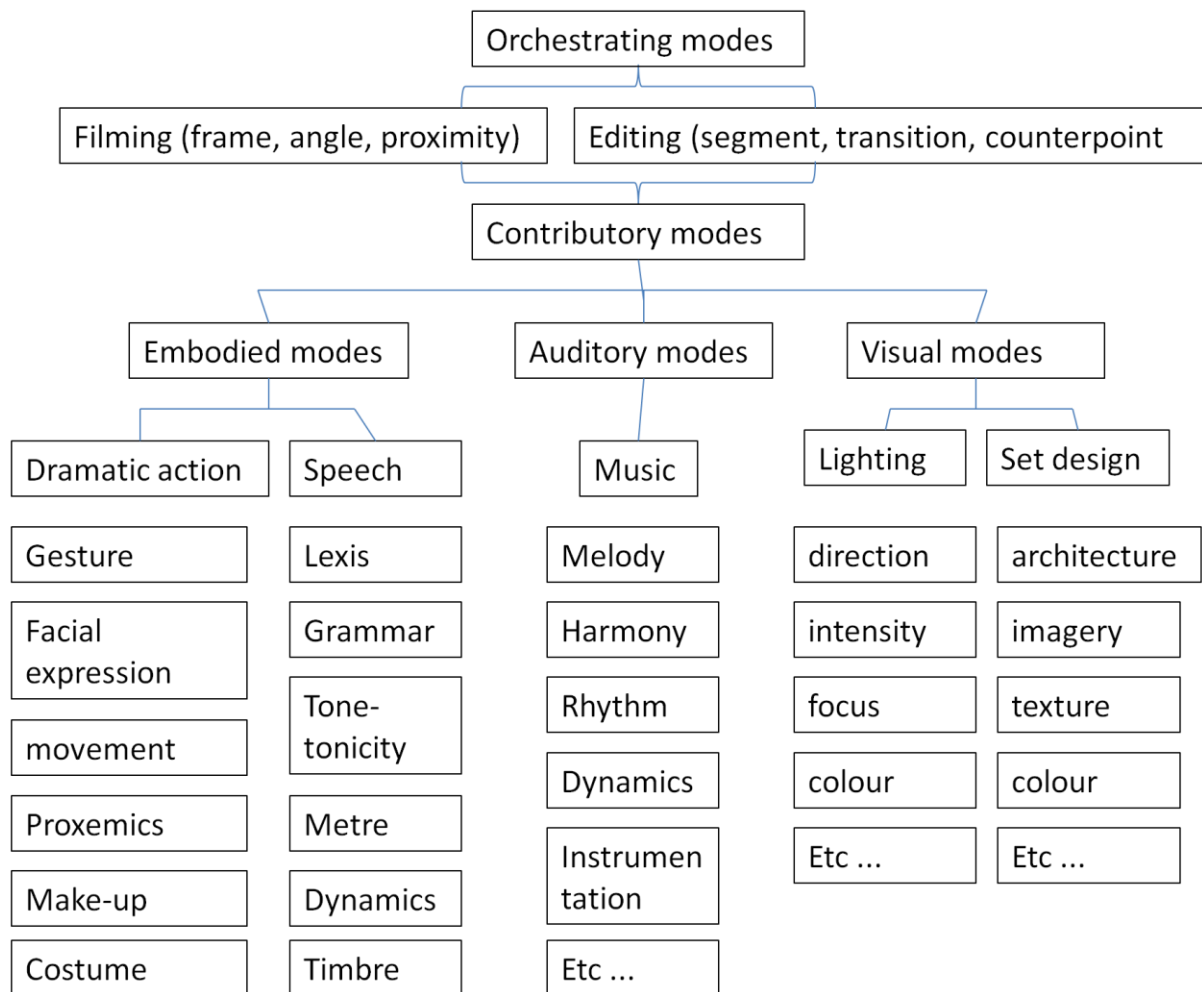 Orchestrating modes
Filming (frame, angle, proximity)
Editing (segment, transition, counterpoint
Contributory modes
Embodied modes
Auditory modes
Visual modes
Dramatic action
Speech
Music
Lighting
Set design
Gesture
Lexis
Melody
direction
architecture
Facial
expression
Grammar
Harmony
intensity
imagery
movement
Tone-
tonicity
Rhythm
focus
texture
Proxemics
Metre
Dynamics
colour
colour
Make-up
Dynamics
Instrumen
tation
Etc ...
Etc ...
Costume
Timbre
Etc ...